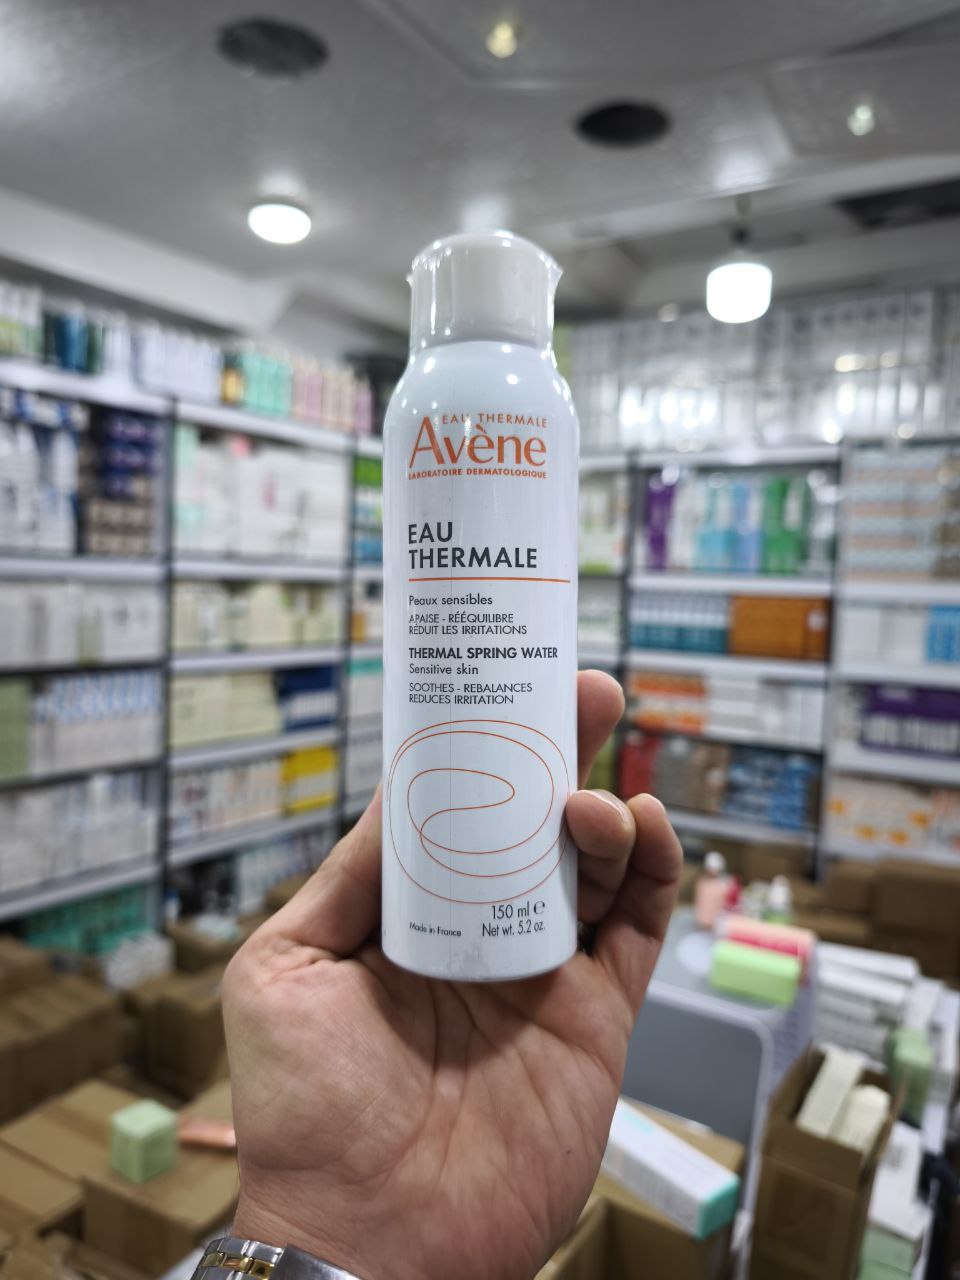 EAU THERMALE
Avène
LABORATOIRE DERMATOLOGIQUE
EAU
THERMALE
Peaux sensibles
APAISE - RÉÉQUILIBRE
RÉDUIT LES IRRITATIONS
THERMAL SPRING WATER
Sensitive skin
SOOTHES - REBALANCES
REDUCES IRRITATION
150 ml ℮
Made in France Net wt. 5.2 oz.